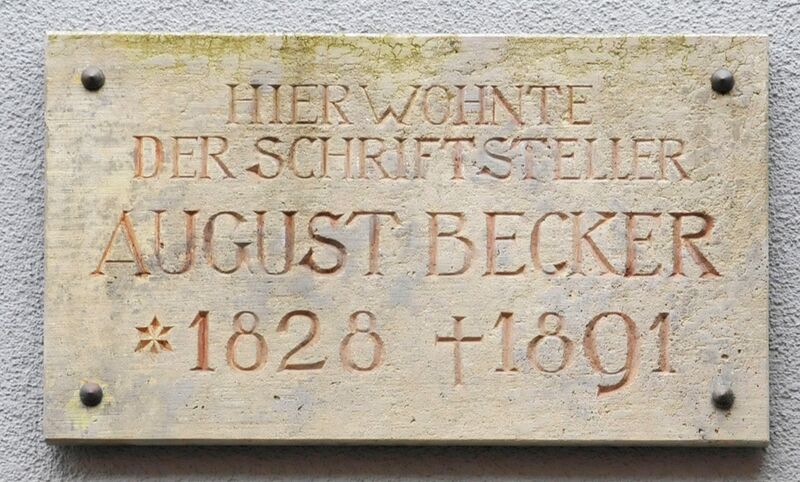 HIER WOHNTE
DER SCHRIFTSTELLER
AUGUST BECKER
* 1828 † 1891